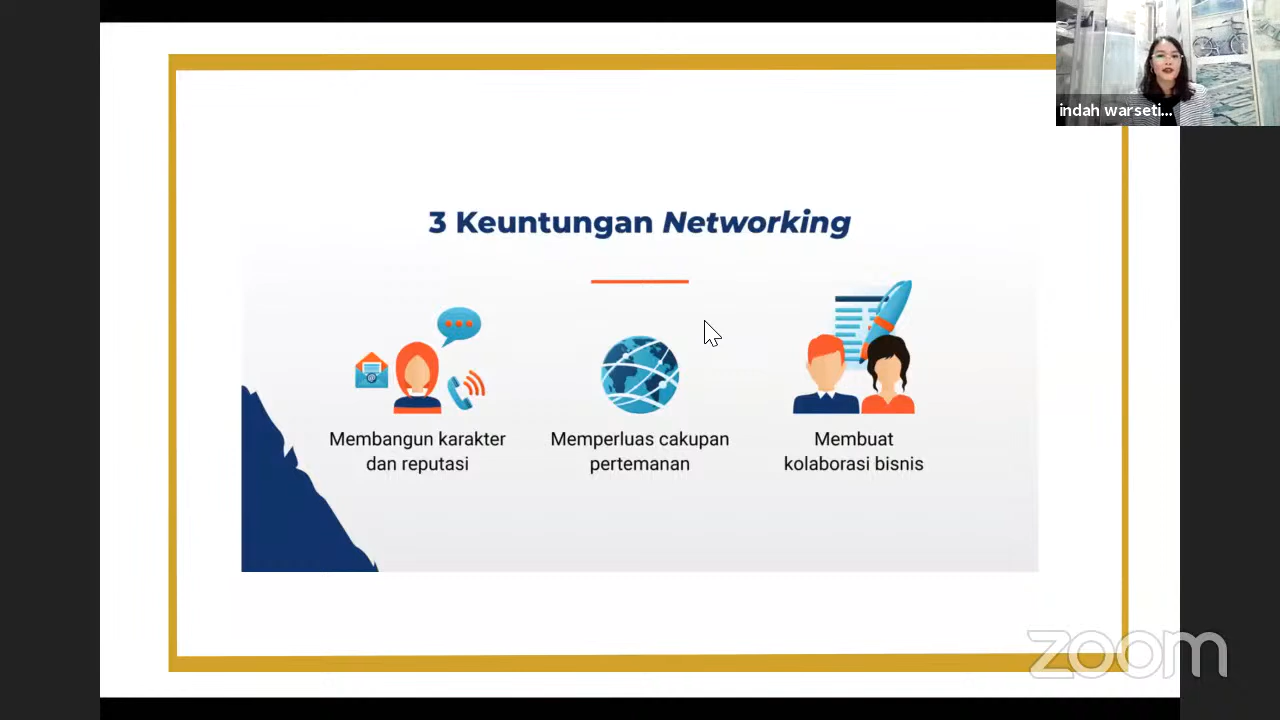 indah warseti...
3 Keuntungan Networking
Membangun karakter
dan reputasi
Memperluas cakupan
pertemanan
Membuat
kolaborasi bisnis
zoom